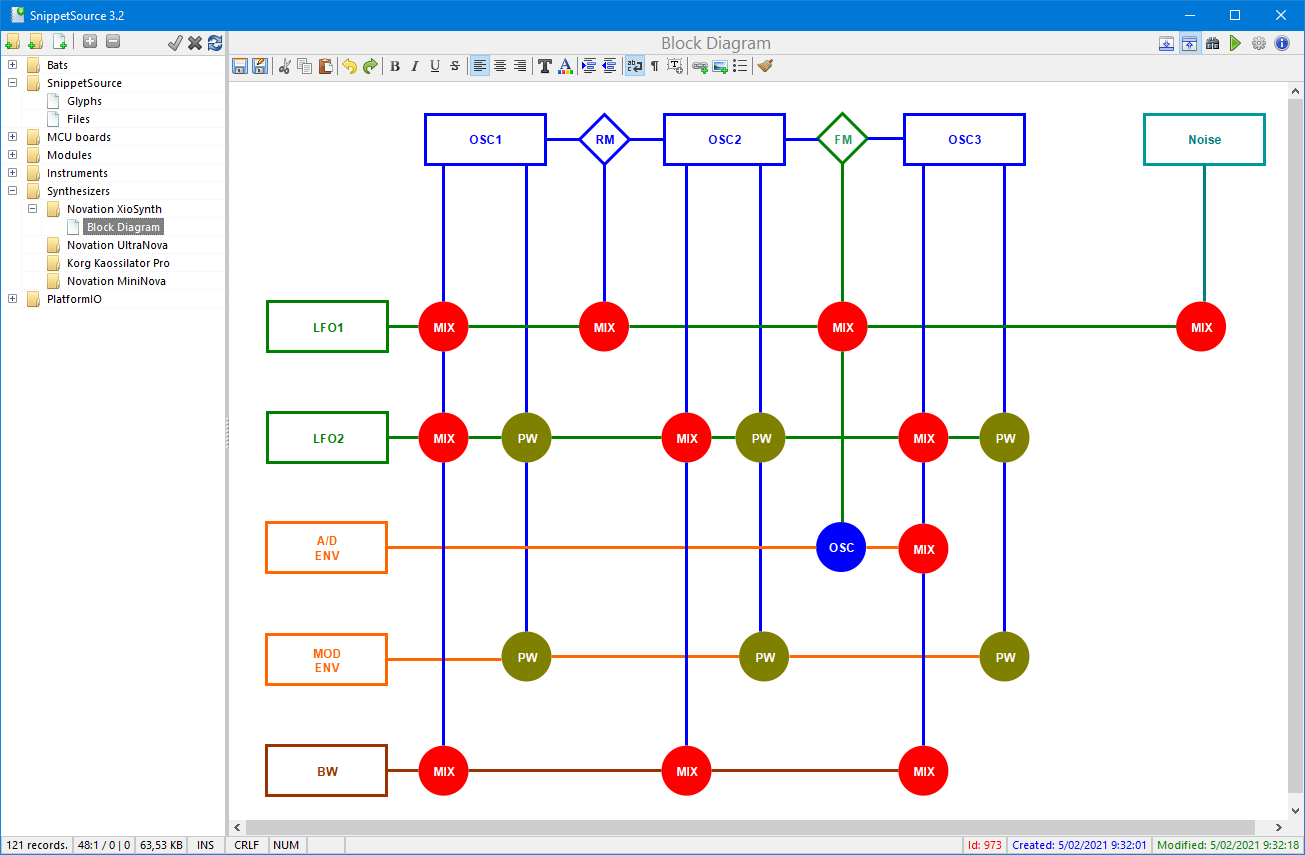 SnippetSource 3.2
Block Diagram
Bats
SnippetSource
Glyphs
Files
MCU boards
Modules
Instruments
Synthesizers
Novation XioSynth
Block Diagram
Novation UltraNova
Korg Kaossilator Pro
Novation MiniNova
PlatformIO
B I U S T A ab ¶ T
OSC1 RM OSC2 FM OSC3 Noise
LFO1 MIX MIX MIX MIX
LFO2 MIX PW MIX PW MIX PW
A/D
ENV
OSC MIX
MOD
ENV
PW PW PW
BW MIX MIX MIX
121 records. 48:1 / 0 | 0 63,53 KB INS CRLF NUM Id: 973 Created: 5/02/2021 9:32:01 Modified: 5/02/2021 9:32:18